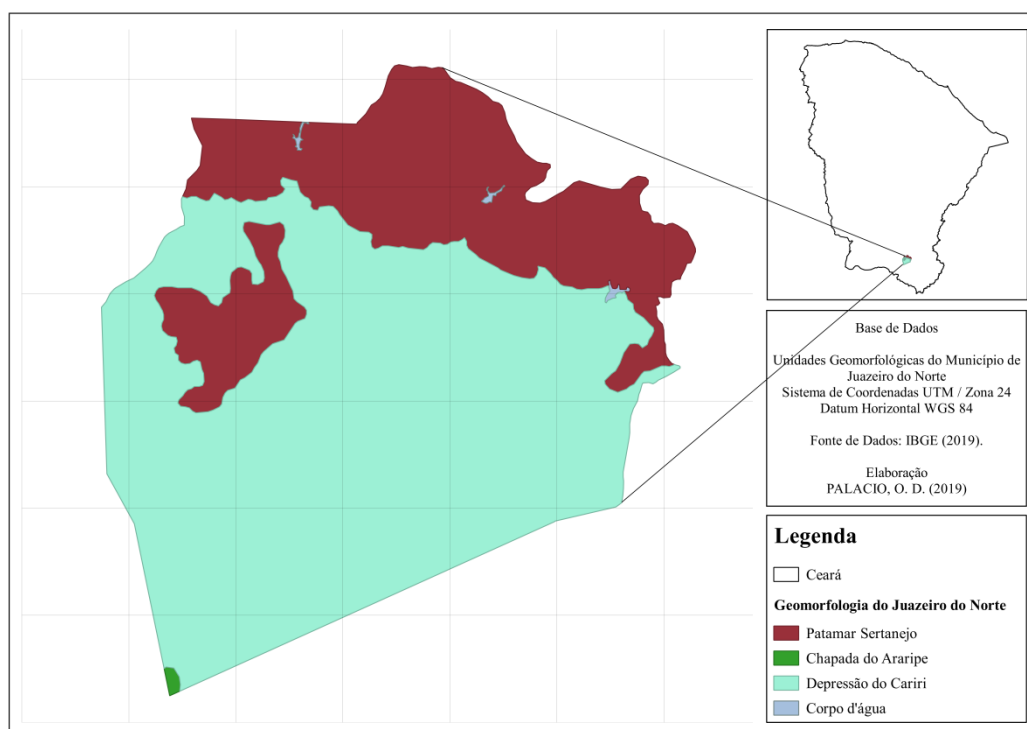 Base de Dados
Unidades Geomorfológicas do Município de
Juazeiro do Norte
Sistema de Coordenadas UTM / Zona 24
Datum Horizontal WGS 84
Fonte de Dados: IBGE (2019).
Elaboração
PALACIO, O. D. (2019)
Legenda
Ceará
Geomorfologia do Juazeiro do Norte
Patamar Sertanejo
Chapada do Araripe
Depressão do Cariri
Corpo d'água